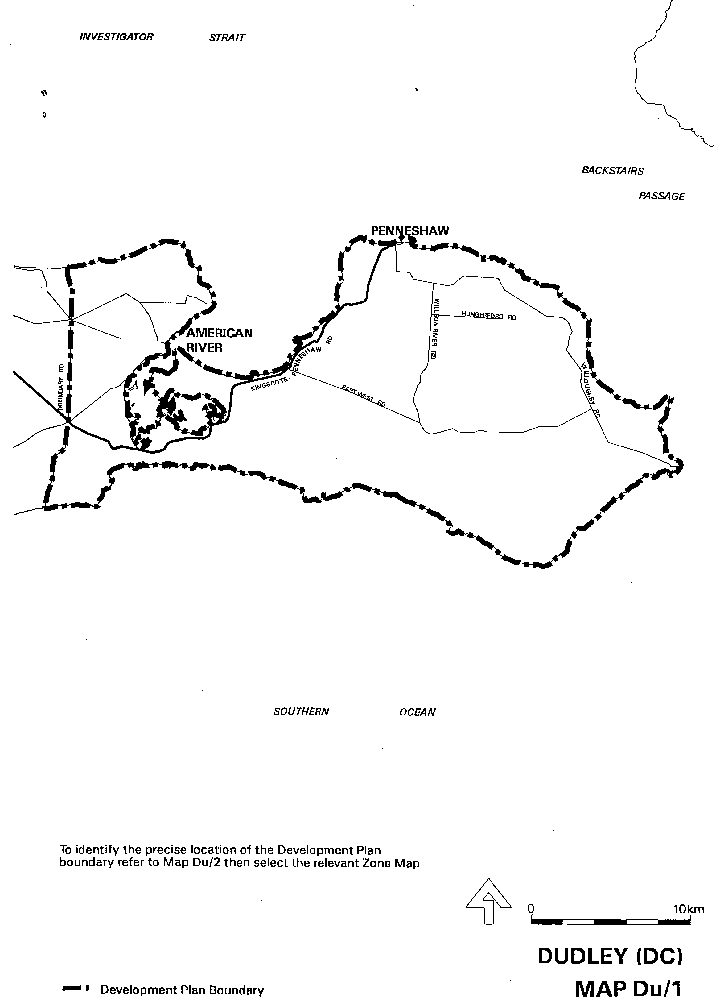 INVESTIGATOR STRAIT
BACKSTAIRS
PASSAGE
PENNESHAW
WILLSON RIVER RD
HUNGERFORD RD
AMERICAN
RIVER
BOUNDARY RD
KINGSCOTE - PENNESHAW RD
EAST WEST RD
WILLOUGHBY RD
SOUTHERN OCEAN
To identify the precise location of the Development Plan
boundary refer to Map Du/2 then select the relevant Zone Map
0 10km
DUDLEY (DC)
MAP Du/1
Development Plan Boundary